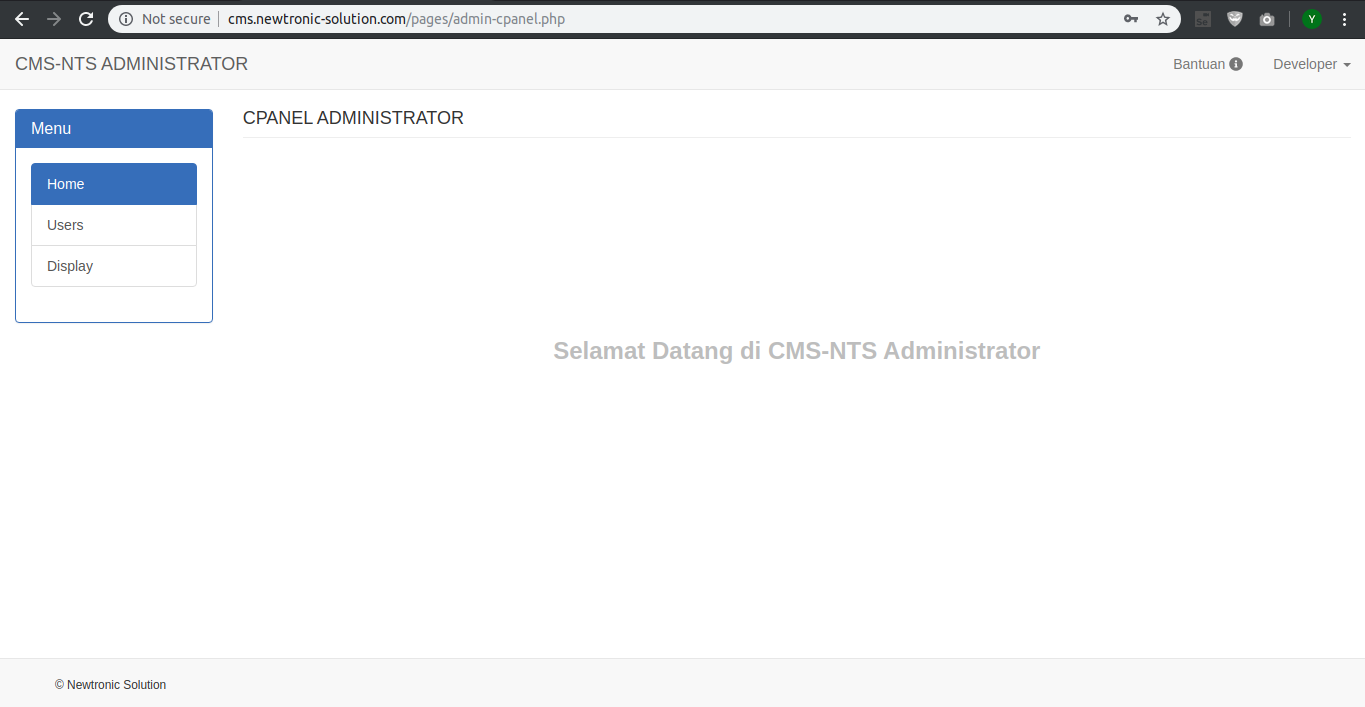 Not secure cms.newtronic-solution.com/pages/admin-cpanel.php Y
CMS-NTS ADMINISTRATOR Bantuan Developer
Menu
CPANEL ADMINISTRATOR
Home
Users
Display
Selamat Datang di CMS-NTS Administrator
© Newtronic Solution